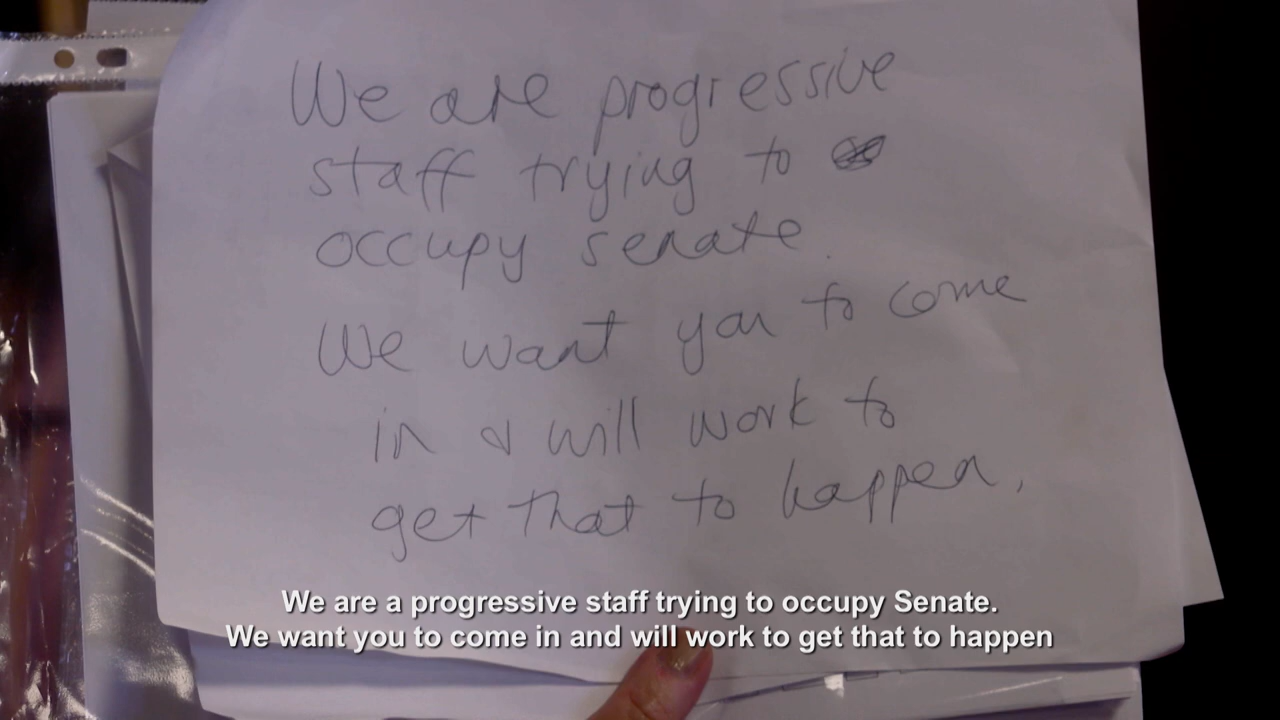 We are progressive
staff trying to
occupy senate.
We want you to come
in & will work to
get that to happen.
We are a progressive staff trying to occupy Senate.
We want you to come in and will work to get that to happen